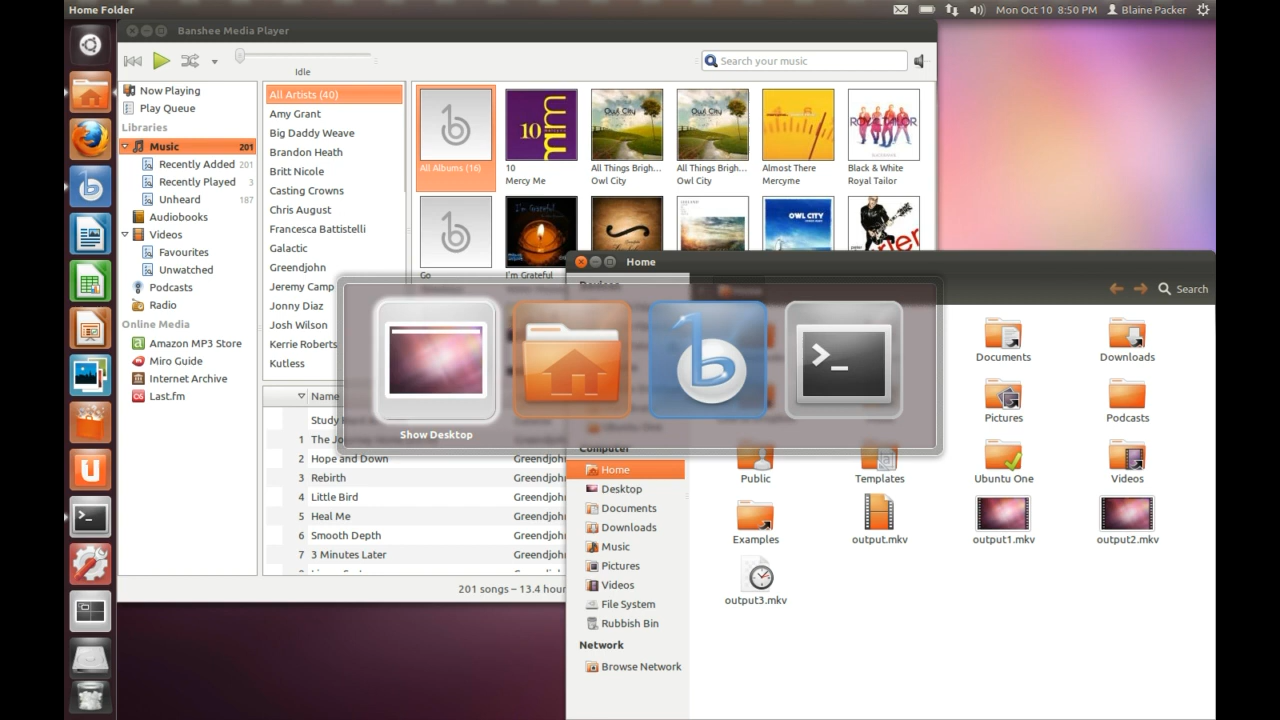 Home Folder
Mon Oct 10 8:50 PM
Blaine Packer
Banshee Media Player
Idle
Search your music
Now Playing
Play Queue
Libraries
Music 201
Recently Added 201
Recently Played 3
Unheard 187
Audiobooks
Videos
Favourites
Unwatched
Podcasts
Radio
Online Media
Amazon MP3 Store
Miro Guide
Internet Archive
Last.fm
All Artists (40)
Amy Grant
Big Daddy Weave
Brandon Heath
Britt Nicole
Casting Crowns
Chris August
Francesca Battistelli
Galactic
Greendjohn
Jeremy Camp
Jonny Diaz
Josh Wilson
Kerrie Roberts
Kutless
All Albums (16)
10
Mercy Me
All Things Brigh...
Owl City
All Things Brigh...
Owl City
Almost There
Mercyme
Black & White
Royal Tailor
Go
I'm Grateful
Name
Study
1 The
2 Hope and Down Greendjohn
3 Rebirth Greendjohn
4 Little Bird Greendjohn
5 Heal Me Greendjohn
6 Smooth Depth Greendjohn
7 3 Minutes Later Greendjohn
201 songs – 13.4 hour
Show Desktop
Home
Search
Devices
Computer
Home
Desktop
Documents
Downloads
Music
Pictures
Videos
File System
Rubbish Bin
Network
Browse Network
Documents
Downloads
Pictures
Podcasts
Public
Templates
Ubuntu One
Videos
Examples
output.mkv
output1.mkv
output2.mkv
output3.mkv